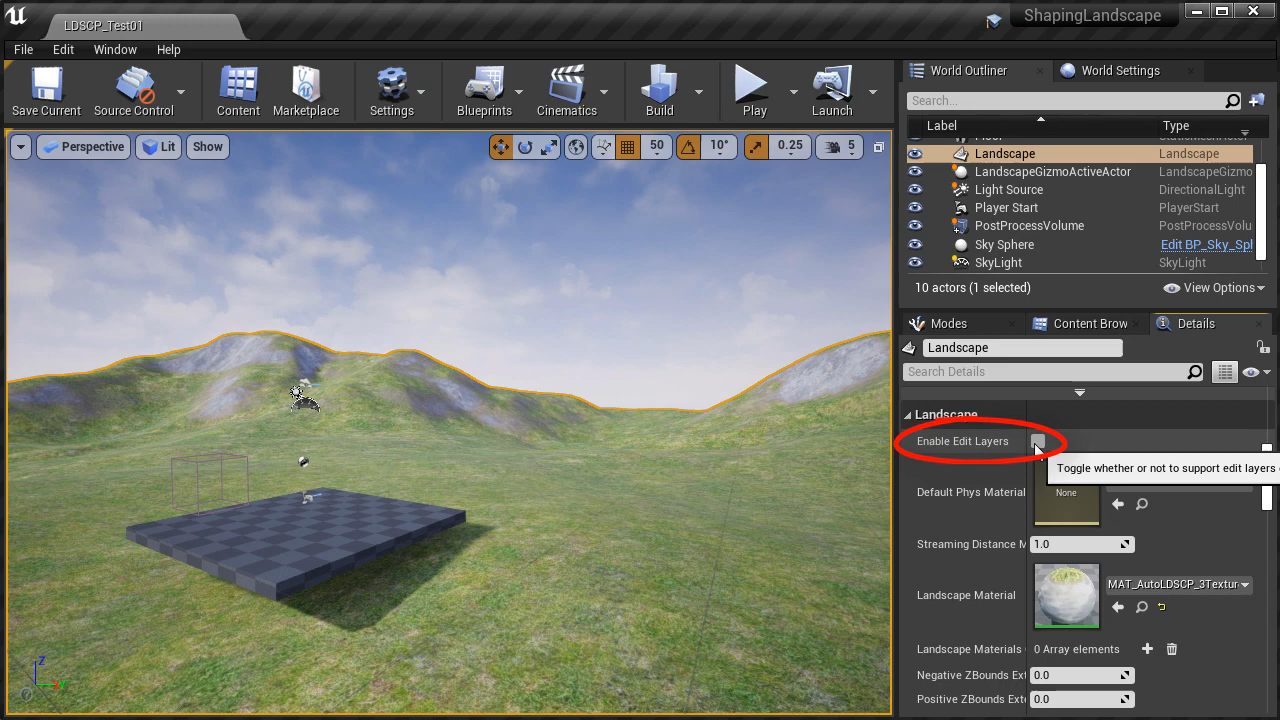 LDSCP_Test01
ShapingLandscape
File Edit Window Help
Save Current Source Control Content Marketplace Settings Blueprints Cinematics Build Play Launch
World Outliner World Settings
Search...
Label Type
Perspective Lit Show 50 10° 0.25 5
Landscape Landscape
LandscapeGizmoActiveActor LandscapeGizmo
Light Source DirectionalLight
Player Start PlayerStart
PostProcessVolume PostProcessVolu
Sky Sphere Edit BP_Sky_Sph
SkyLight SkyLight
10 actors (1 selected) View Options
Modes Content Brow Details
Landscape
Search Details
Landscape
Enable Edit Layers
Toggle whether or not to support edit layers
Default Phys Material None
Streaming Distance M 1.0
Landscape Material MAT_AutoLDSCP_3Textur
Landscape Materials 0 Array elements
Negative ZBounds Ext 0.0
Positive ZBounds Exte 0.0
Z